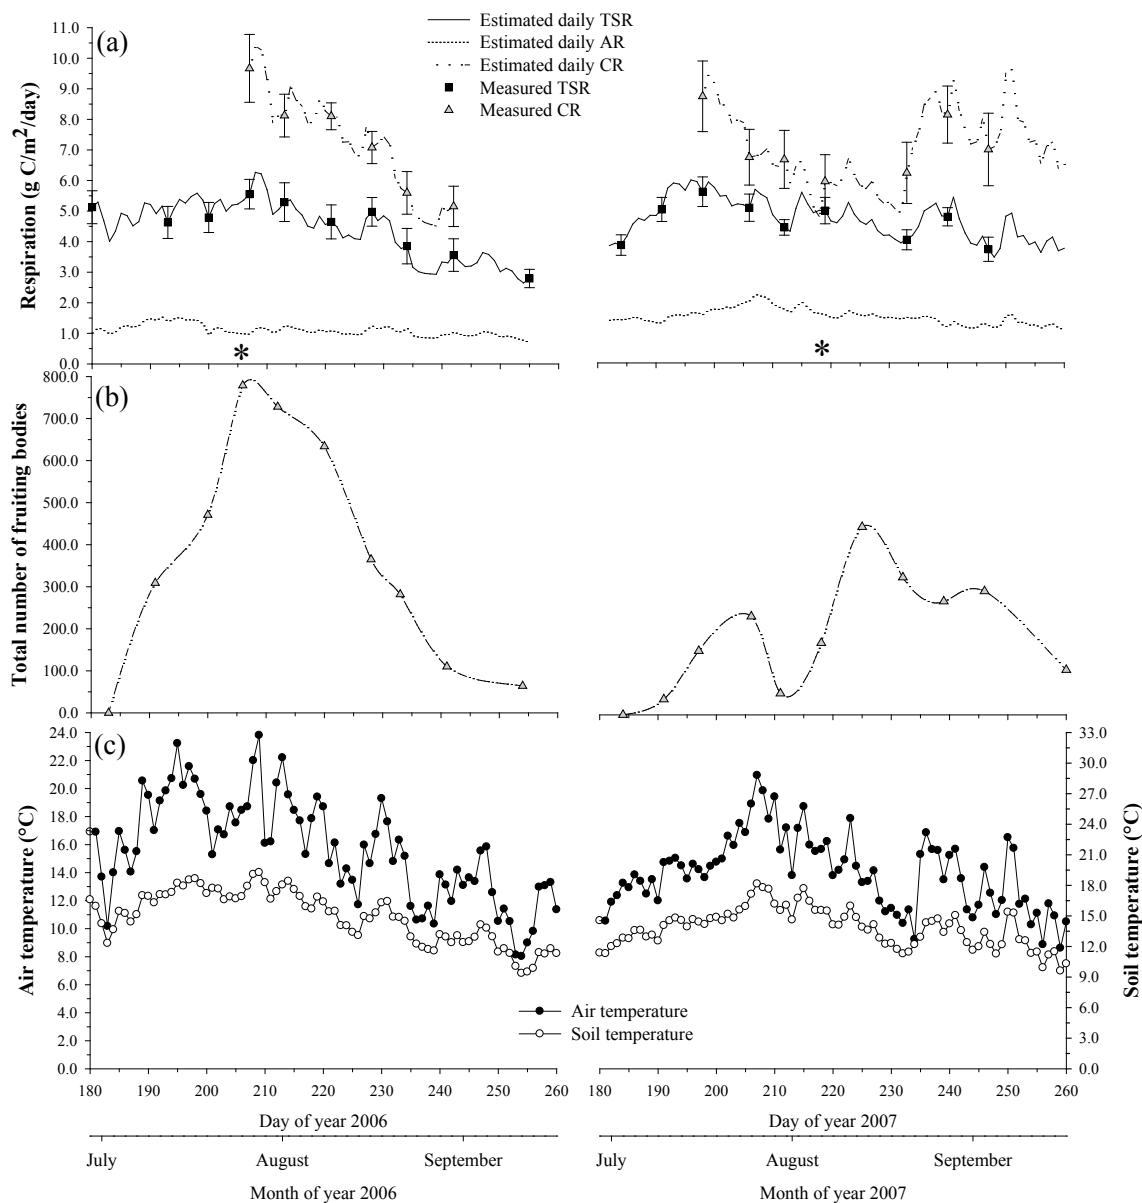 (a)
Estimated daily TSR
Estimated daily AR
Estimated daily CR
Measured TSR
Measured CR
Respiration (g C/m²/day)
11.0
10.0
9.0
8.0
7.0
6.0
5.0
4.0
3.0
2.0
1.0
0.0
* *
(b)
Total number of fruiting bodies
800.0
700.0
600.0
500.0
400.0
300.0
200.0
100.0
0.0
(c)
Air temperature (°C)
24.0
22.0
20.0
18.0
16.0
14.0
12.0
10.0
8.0
6.0
4.0
2.0
0.0
Soil temperature (°C)
33.0
30.0
27.0
24.0
21.0
18.0
15.0
12.0
9.0
6.0
3.0
0.0
Air temperature
Soil temperature
180 190 200 210 220 230 240 250 260
Day of year 2006
July August September
Month of year 2006
180 190 200 210 220 230 240 250 260
Day of year 2007
July August September
Month of year 2007